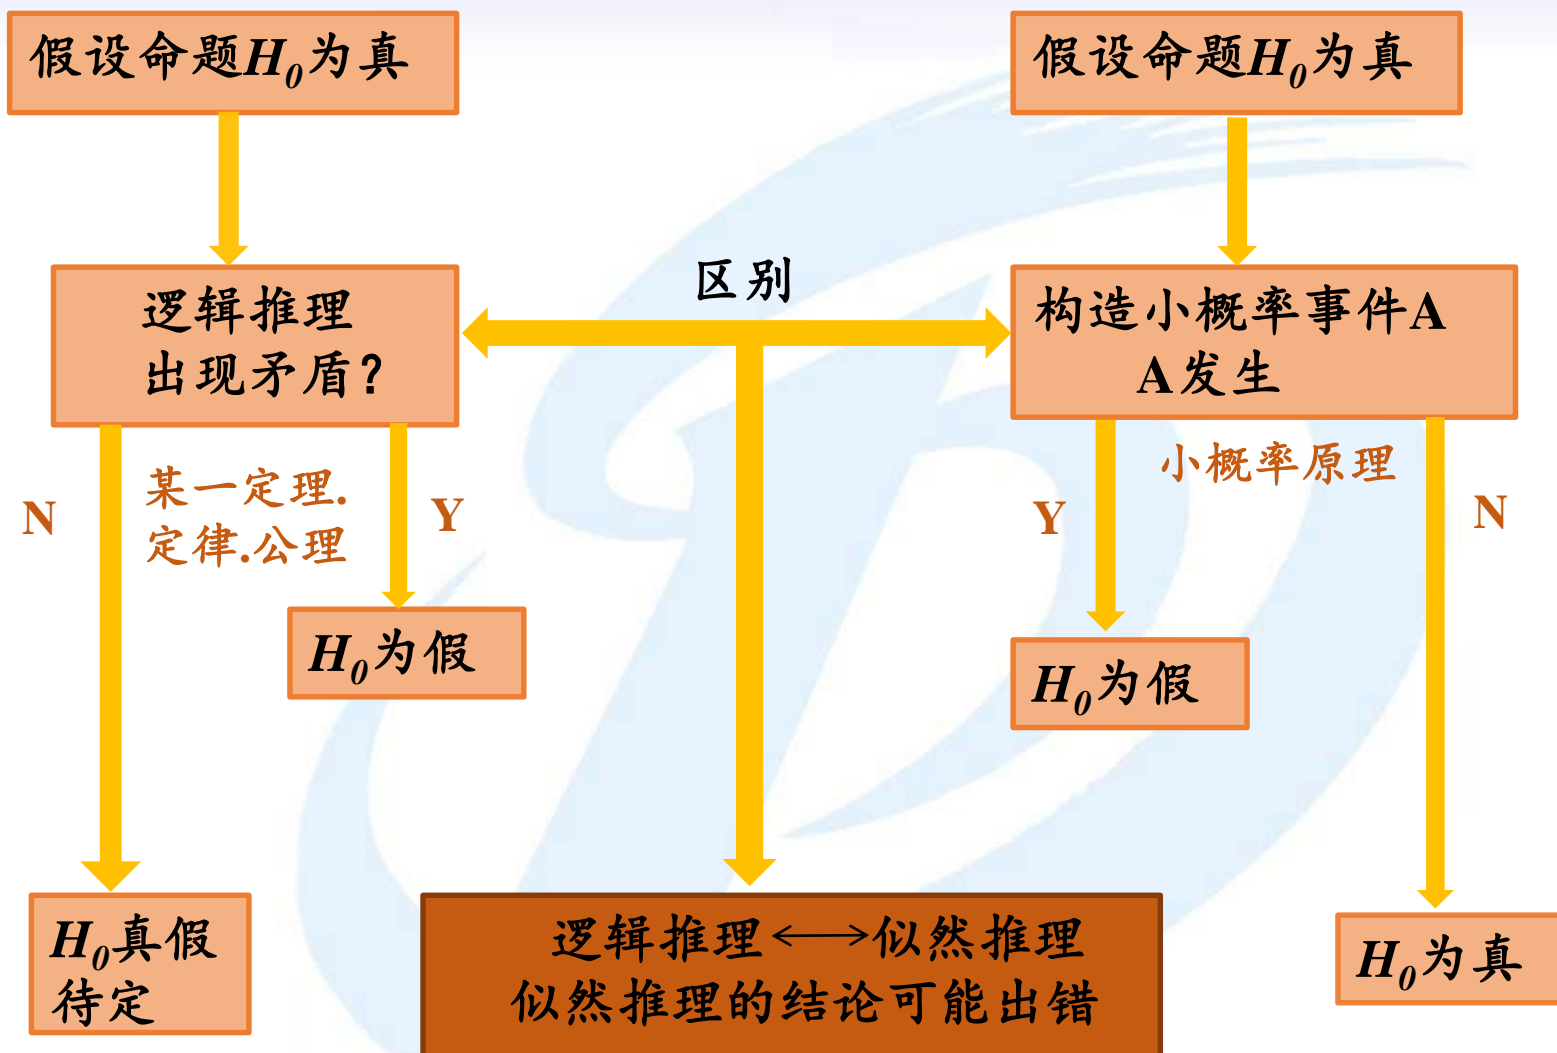 假设命题H₀为真
假设命题H₀为真
区别
逻辑推理
出现矛盾?
构造小概率事件A
A发生
N
某一定理.
定律.公理
Y
小概率原理
Y
N
H₀为假
H₀为假
H₀真假
待定
逻辑推理⟷似然推理
似然推理的结论可能出错
H₀为真